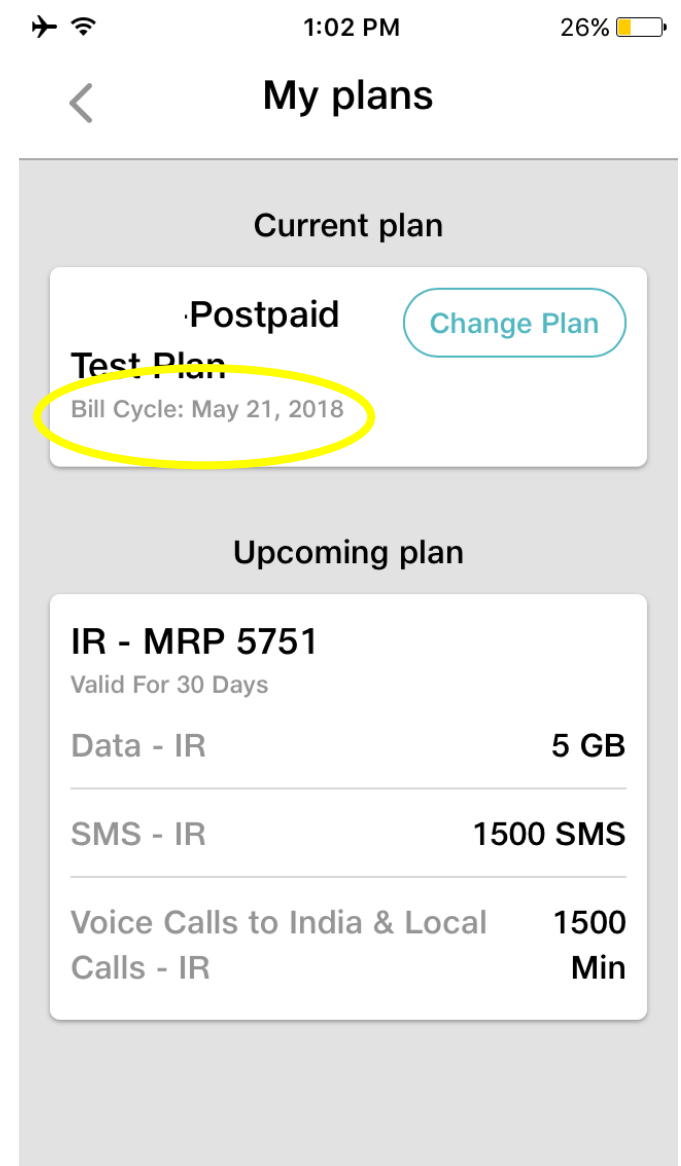 1:02 PM
26%
My plans
Current plan
Postpaid
Change Plan
Test Plan
Bill Cycle: May 21, 2018
Upcoming plan
IR - MRP 5751
Valid For 30 Days
Data - IR 5 GB
SMS - IR 1500 SMS
Voice Calls to India & Local 1500
Calls - IR Min